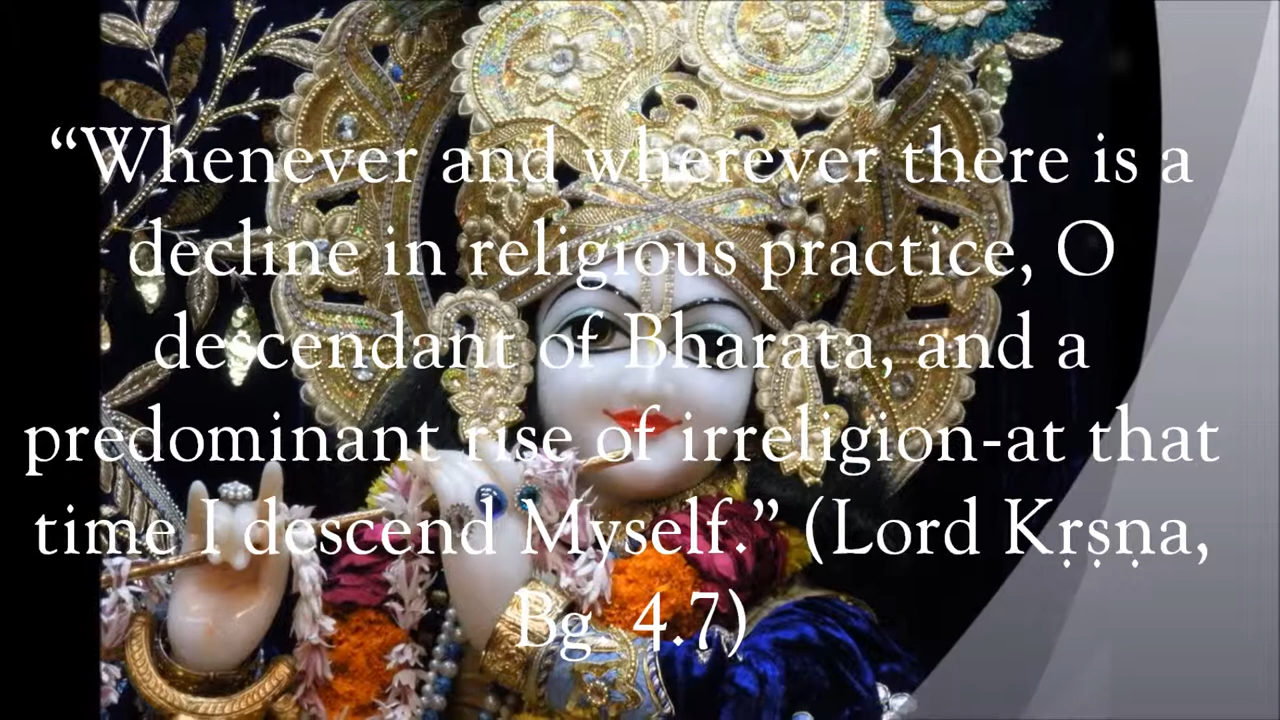 “Whenever and wherever there is a
decline in religious practice, O
descendant of Bharata, and a
predominant rise of irreligion-at that
time I descend Myself.” (Lord Kṛṣṇa,
Bg. 4.7)